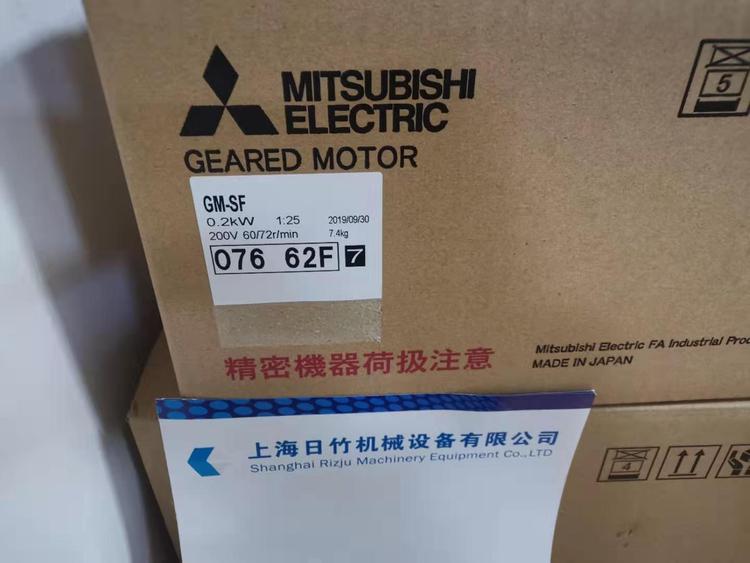 MITSUBISHI
ELECTRIC
GEARED MOTOR
5
GM-SF
0.2kW 1:25 2019/09/30
200V 60/72r/min 7.4kg
076 62F 7
精密機器荷扱注意
Mitsubishi Electric FA Industrial
MADE IN JAPAN
上海日竹机械设备有限公司
Shanghai Rizju Machinery Equipment Co.,LTD
4